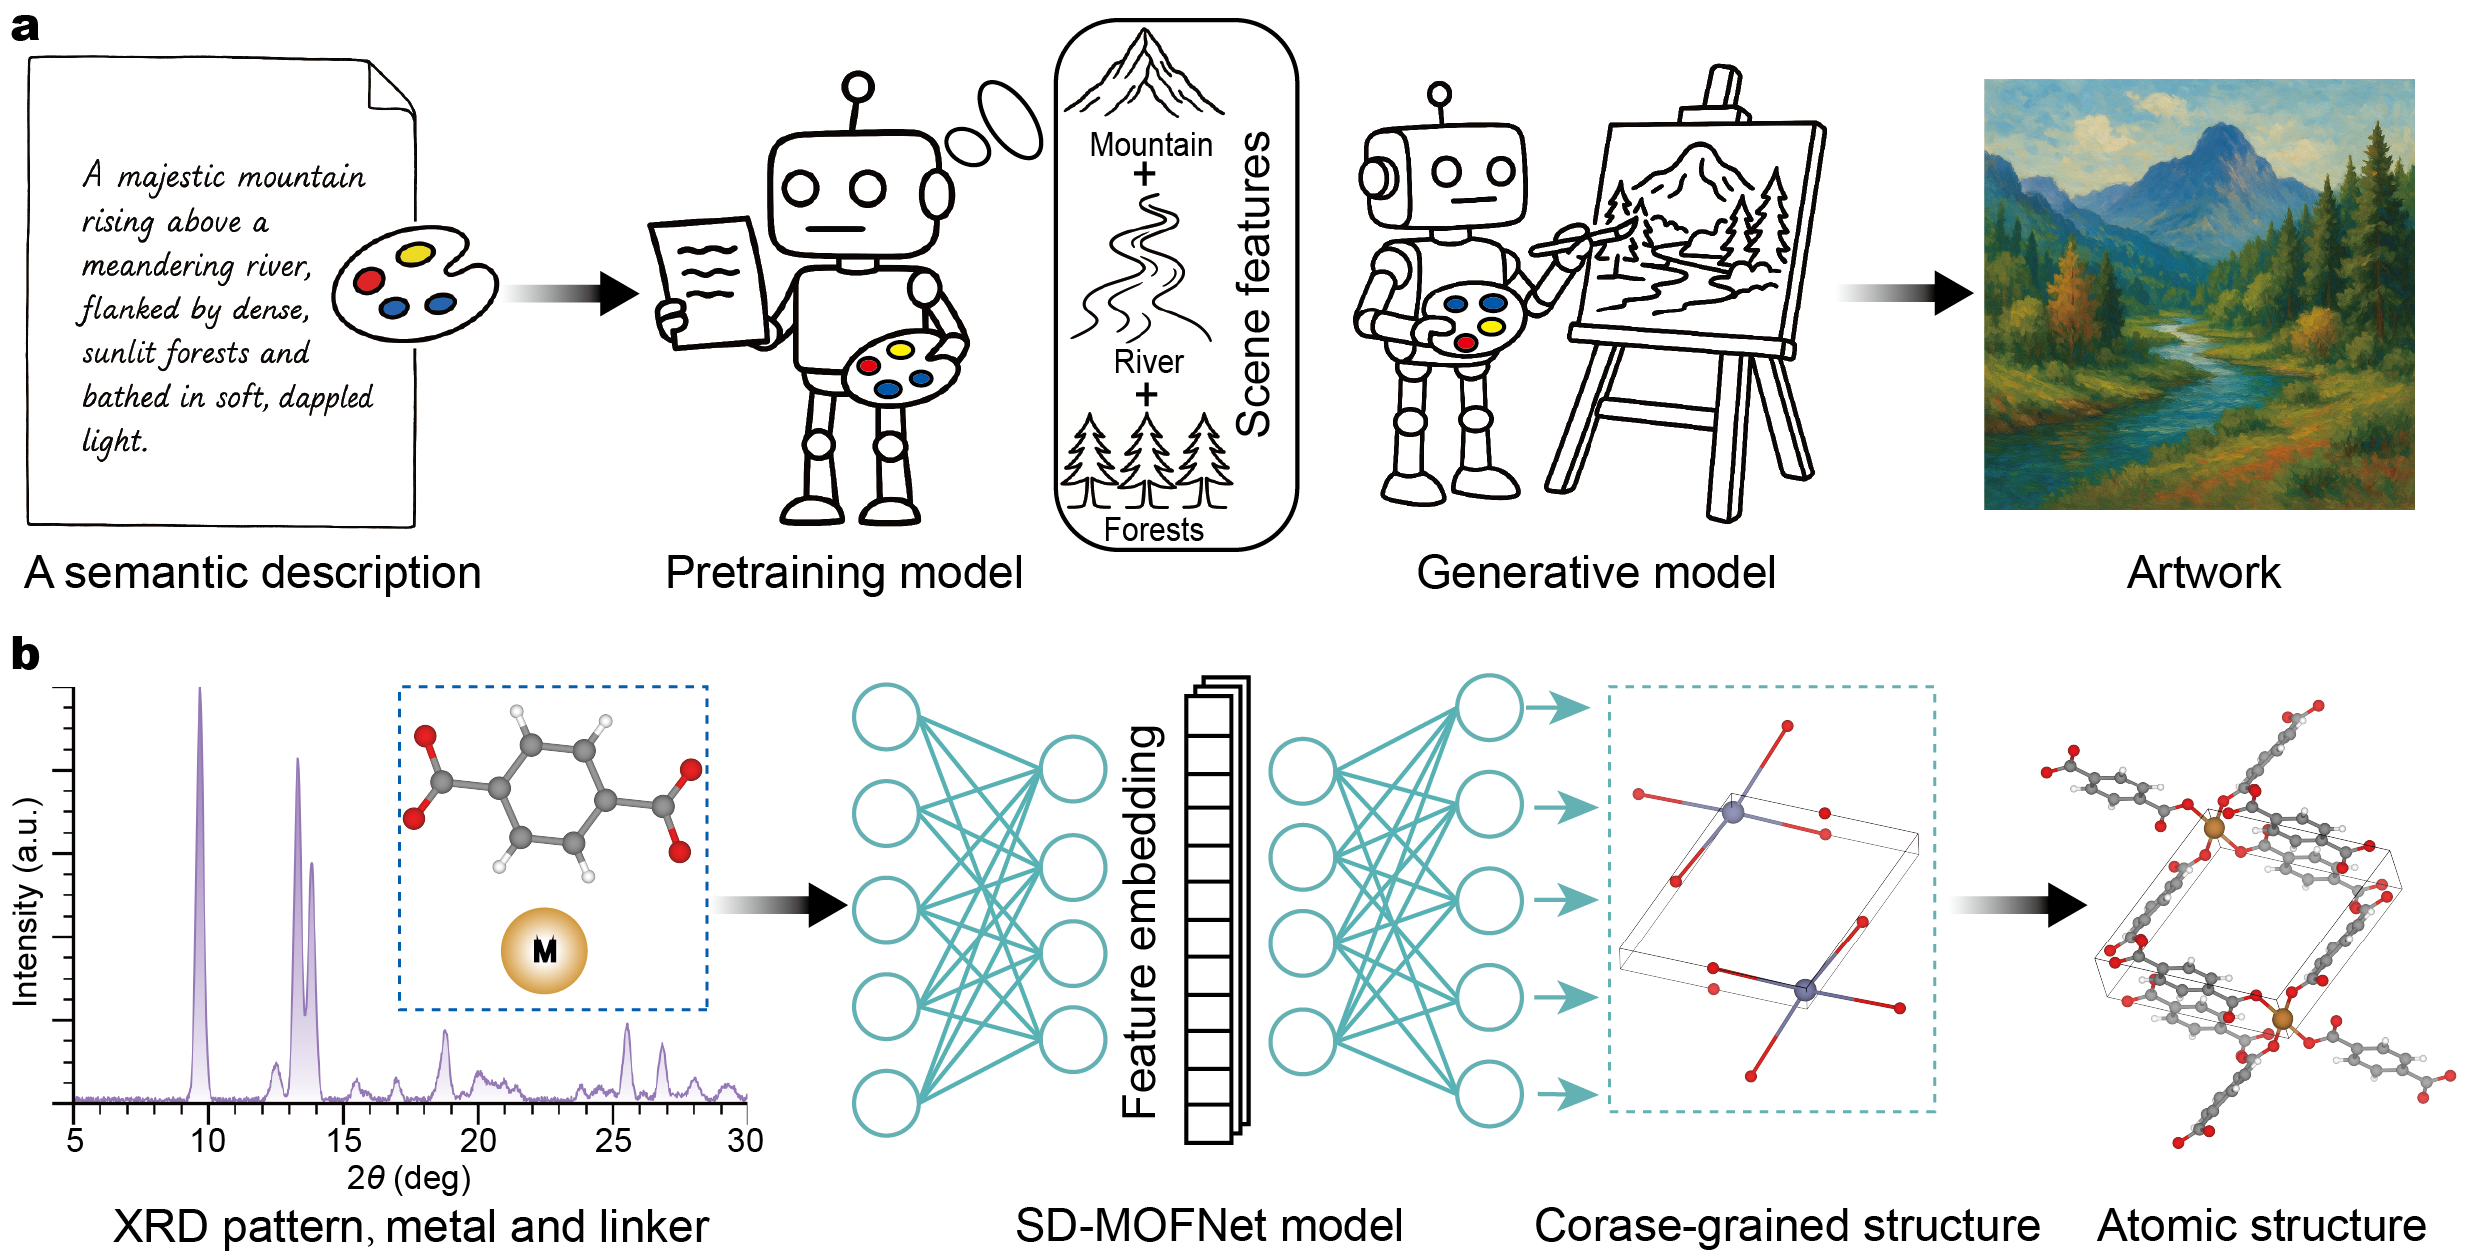 a
A majestic mountain
rising above a
meandering river,
flanked by dense,
sunlit forests and
bathed in soft, dappled
light.
Mountain
+
River
+
Forests
Scene features
A semantic description
Pretraining model
Generative model
Artwork
b
Intensity (a.u.)
M
5 10 15 20 25 30
2θ (deg)
Feature embedding
XRD pattern, metal and linker
SD-MOFNet model
Corase-grained structure
Atomic structure